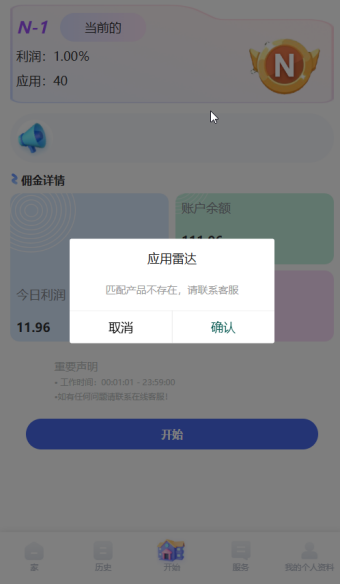 N-1 当前的
利润：1.00%
应用：40
N
佣金详情
账户余额
111.96
今日利润
11.96
应用雷达
匹配产品不存在，请联系客服
取消 确认
重要声明
• 工作时间：00:01:01 - 23:59:00
•如有任何问题请联系在线客服！
开始
家 历史 开始 服务 我的个人资料